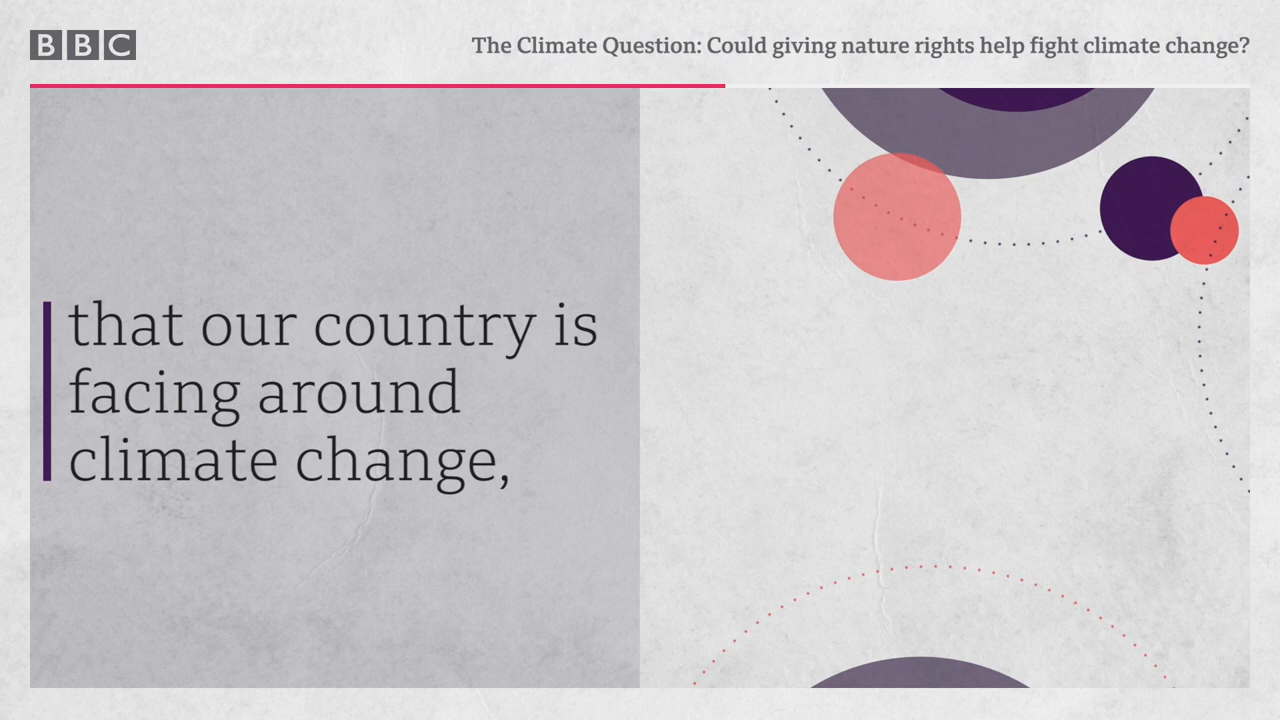 BBC
The Climate Question: Could giving nature rights help fight climate change?
that our country is
facing around
climate change,